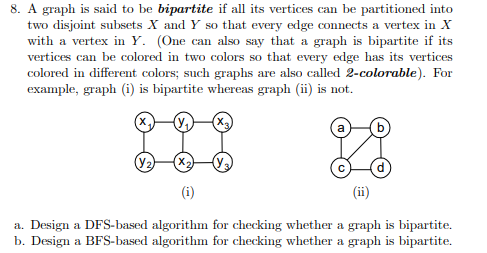 8. A graph is said to be bipartite if all its vertices can be partitioned into
two disjoint subsets X and Y so that every edge connects a vertex in X
with a vertex in Y. (One can also say that a graph is bipartite if its
vertices can be colored in two colors so that every edge has its vertices
colored in different colors; such graphs are also called 2-colorable). For
example, graph (i) is bipartite whereas graph (ii) is not.
x1 y1 x3 a b
y2 x2 y3 c d
(i) (ii)
a. Design a DFS-based algorithm for checking whether a graph is bipartite.
b. Design a BFS-based algorithm for checking whether a graph is bipartite.